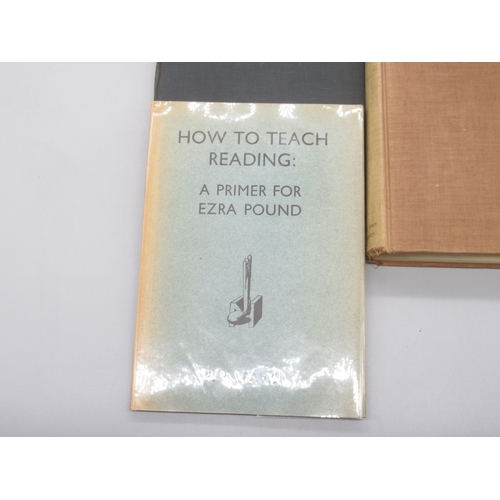 HOW TO TEACH
READING:
A PRIMER FOR
EZRA POUND